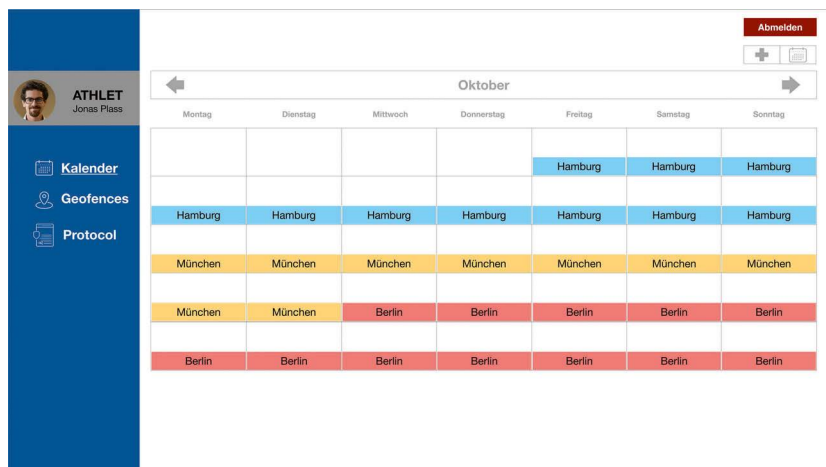 Abmelden
ATHLET
Jonas Plass
Oktober
Montag Dienstag Mittwoch Donnerstag Freitag Samstag Sonntag
Kalender
Geofences
Protocol
Hamburg Hamburg Hamburg
Hamburg Hamburg Hamburg Hamburg Hamburg Hamburg Hamburg
München München München München München München München
München München Berlin Berlin Berlin Berlin Berlin
Berlin Berlin Berlin Berlin Berlin Berlin Berlin